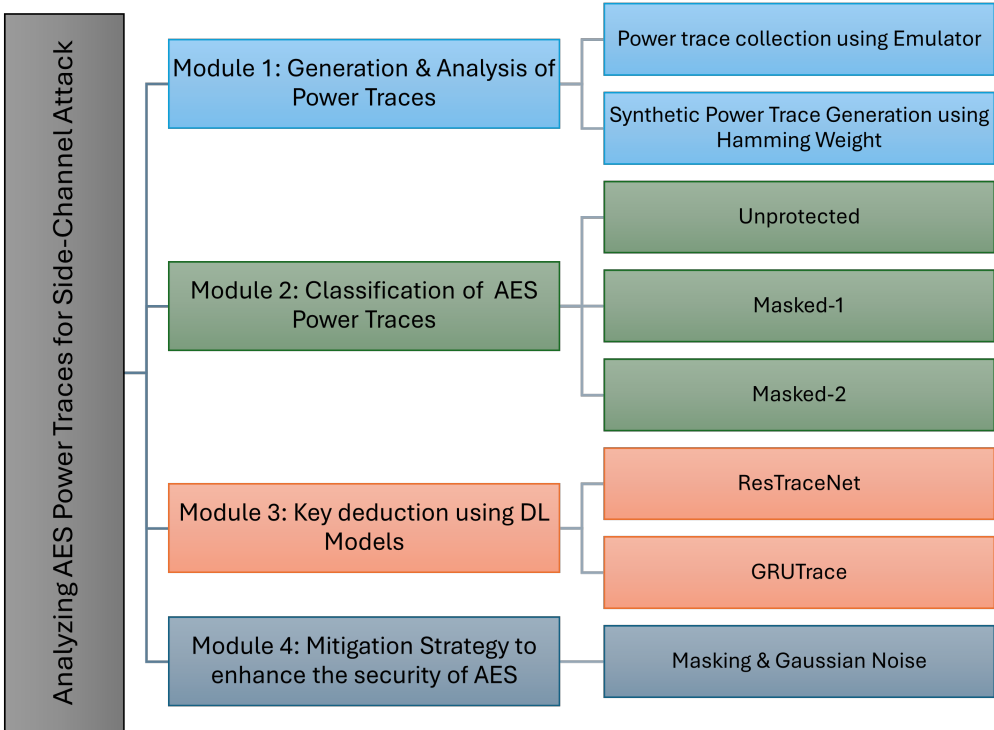 Analyzing AES Power Traces for Side-Channel Attack
Module 1: Generation & Analysis of
Power Traces
Power trace collection using Emulator
Synthetic Power Trace Generation using
Hamming Weight
Module 2: Classification of AES
Power Traces
Unprotected
Masked-1
Masked-2
Module 3: Key deduction using DL
Models
ResTraceNet
GRUTrace
Module 4: Mitigation Strategy to
enhance the security of AES
Masking & Gaussian Noise